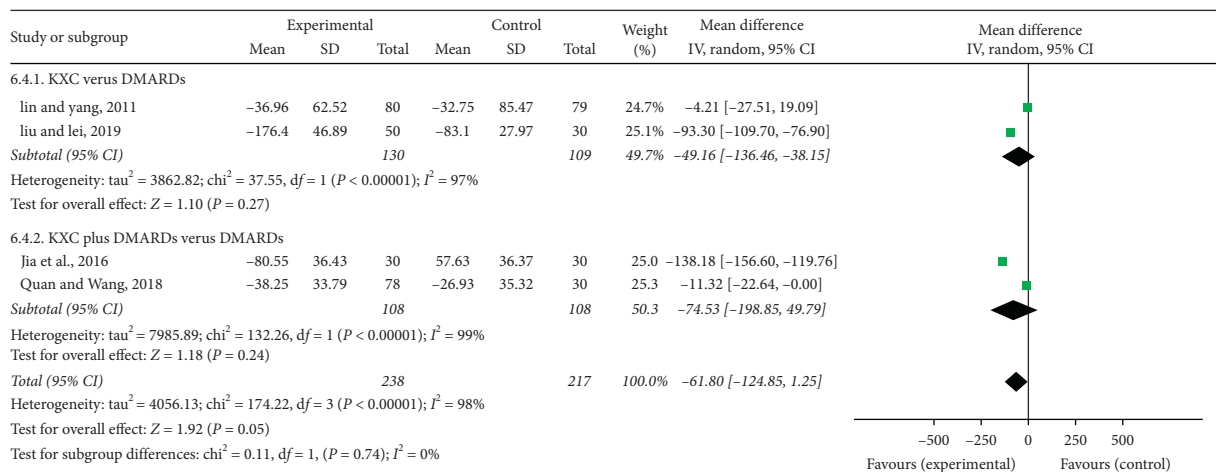 Study or subgroup Experimental Control Weight (%) Mean difference IV, random, 95% CI Mean difference IV, random, 95% CI
Mean SD Total Mean SD Total
6.4.1. KXC verus DMARDs
lin and yang, 2011 –36.96 62.52 80 –32.75 85.47 79 24.7% –4.21 [–27.51, 19.09]
liu and lei, 2019 –176.4 46.89 50 –83.1 27.97 30 25.1% –93.30 [–109.70, –76.90]
Subtotal (95% CI) 130 109 49.7% –49.16 [–136.46, –38.15]
Heterogeneity: tau² = 3862.82; chi² = 37.55, df = 1 (P < 0.00001); I² = 97%
Test for overall effect: Z = 1.10 (P = 0.27)
6.4.2. KXC plus DMARDs versus DMARDs
Jia et al., 2016 –80.55 36.43 30 57.63 36.37 30 25.0 –138.18 [–156.60, –119.76]
Quan and Wang, 2018 –38.25 33.79 78 –26.93 35.32 30 25.3 –11.32 [–22.64, –0.00]
Subtotal (95% CI) 108 108 50.3 –74.53 [–198.85, 49.79]
Heterogeneity: tau² = 7985.89; chi² = 132.26, df = 1 (P < 0.00001); I² = 99%
Test for overall effect: Z = 1.18 (P = 0.24)
Total (95% CI) 238 217 100.0% –61.80 [–124.85, 1.25]
Heterogeneity: tau² = 4056.13; chi² = 174.22, df = 3 (P < 0.00001); I² = 98%
Test for overall effect: Z = 1.92 (P = 0.05)
Test for subgroup differences: chi² = 0.11, df = 1, (P = 0.74); I² = 0%
–500 –250 0 250 500
Favours (experimental) Favours (control)